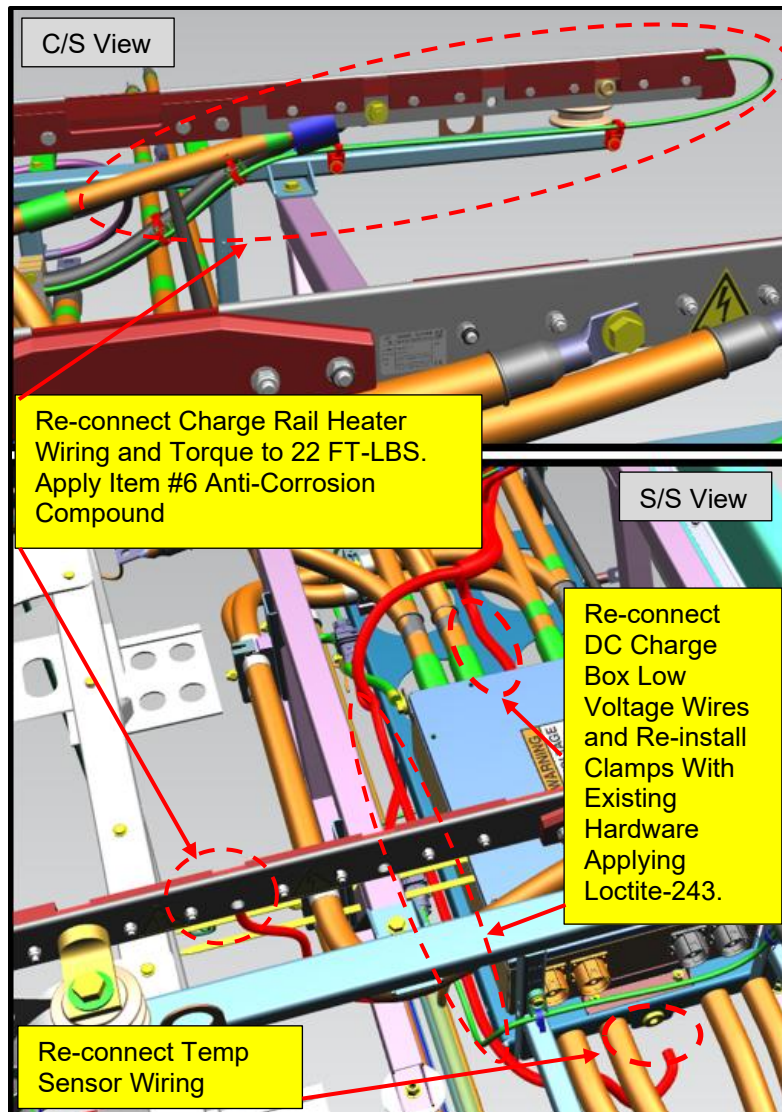 C/S View
Re-connect Charge Rail Heater
Wiring and Torque to 22 FT-LBS.
Apply Item #6 Anti-Corrosion
Compound
S/S View
Re-connect
DC Charge
Box Low
Voltage Wires
and Re-install
Clamps With
Existing
Hardware
Applying
Loctite-243.
WARNING
Re-connect Temp
Sensor Wiring